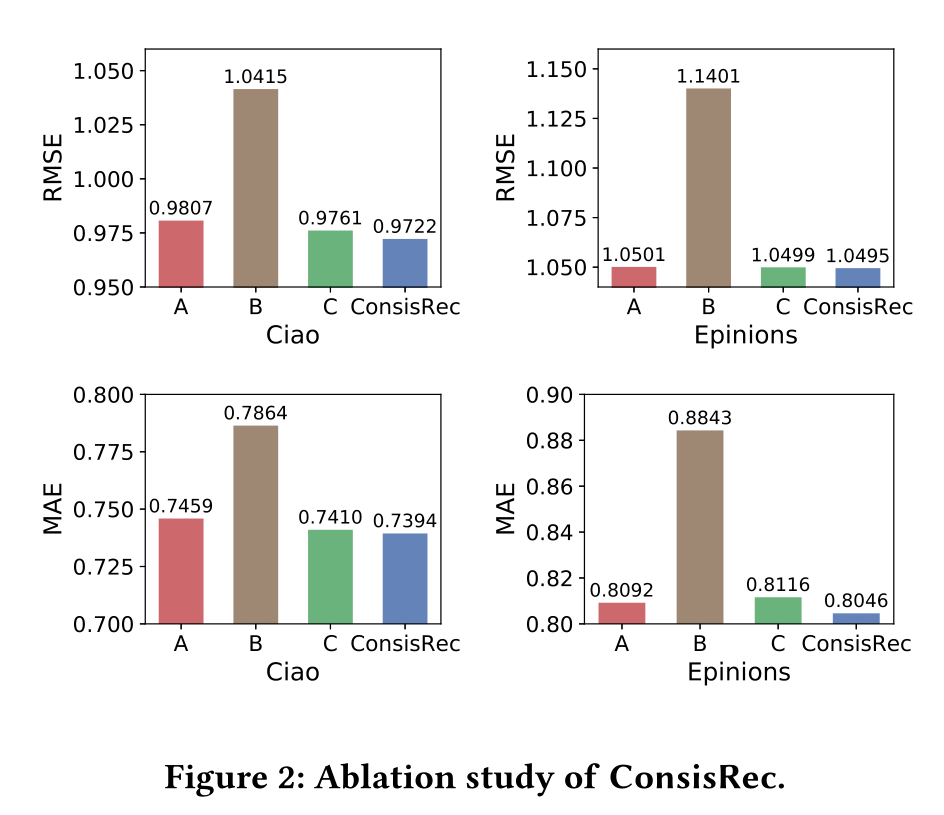 1.050
1.025
1.000
0.975
0.950
RMSE
0.9807
1.0415
0.9761
0.9722
A B C ConsisRec
Ciao
1.150
1.125
1.100
1.075
1.050
RMSE
1.0501
1.1401
1.0499
1.0495
A B C ConsisRec
Epinions
0.800
0.775
0.750
0.725
0.700
MAE
0.7459
0.7864
0.7410
0.7394
A B C ConsisRec
Ciao
0.90
0.88
0.86
0.84
0.82
0.80
MAE
0.8092
0.8843
0.8116
0.8046
A B C ConsisRec
Epinions
Figure 2: Ablation study of ConsisRec.